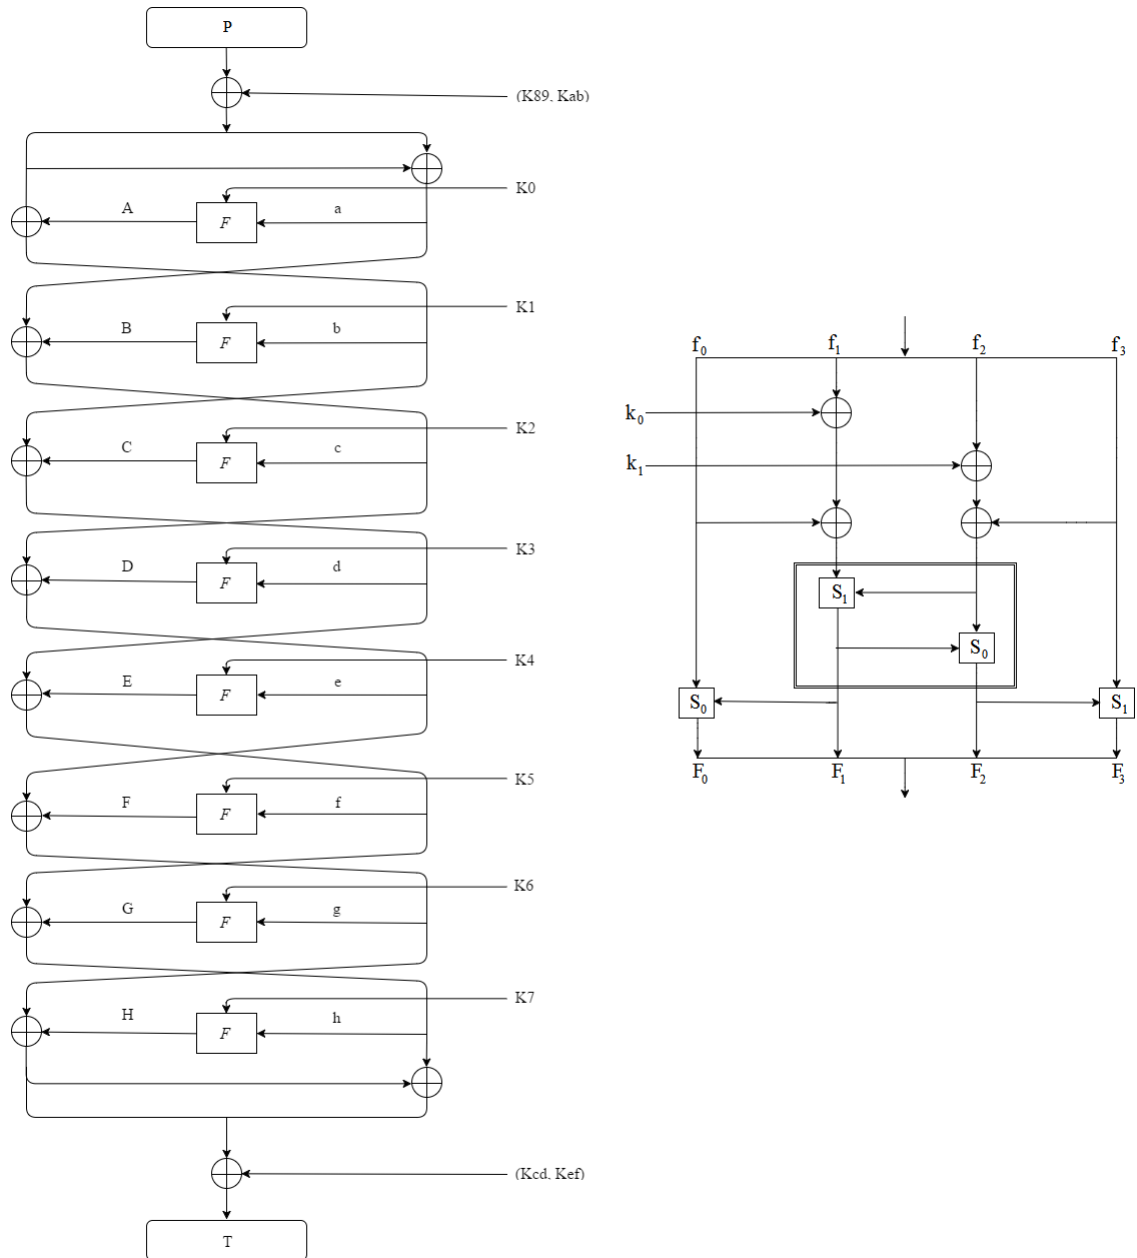 P
(K89, Kab)
K0
A F a
K1
B F b
K2
C F c
K3
D F d
K4
E F e
K5
F F f
K6
G F g
K7
H F h
(Kcd, Kef)
T
f0 f1 f2 f3
k0
k1
S1
S0
S0 S1
F0 F1 F2 F3